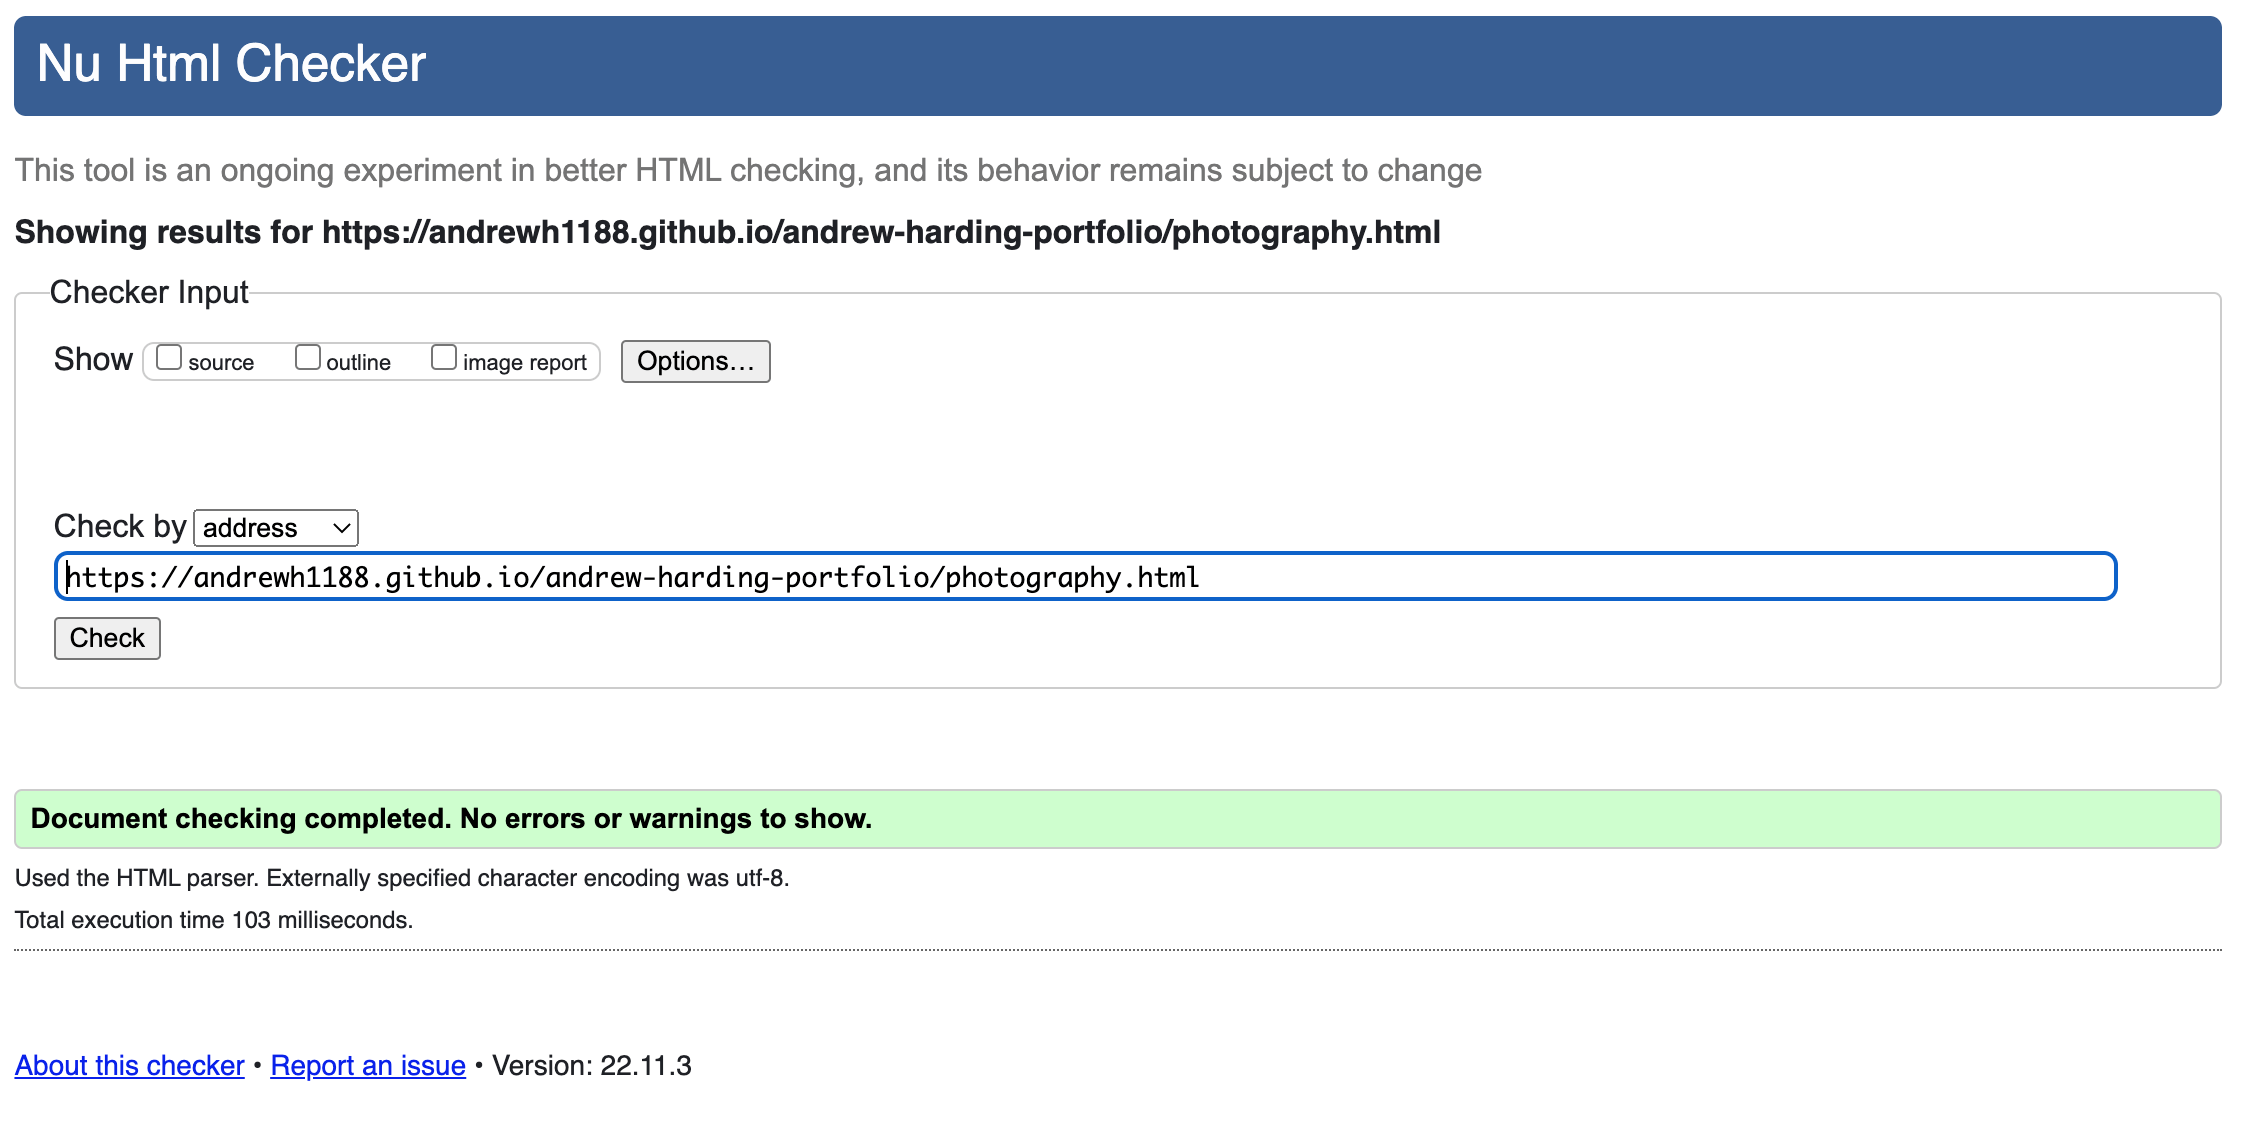 Nu Html Checker
This tool is an ongoing experiment in better HTML checking, and its behavior remains subject to change
Showing results for https://andrewh1188.github.io/andrew-harding-portfolio/photography.html
Checker Input
Show source outline image report Options...
Check by address
https://andrewh1188.github.io/andrew-harding-portfolio/photography.html
Check
Document checking completed. No errors or warnings to show.
Used the HTML parser. Externally specified character encoding was utf-8.
Total execution time 103 milliseconds.
About this checker • Report an issue • Version: 22.11.3